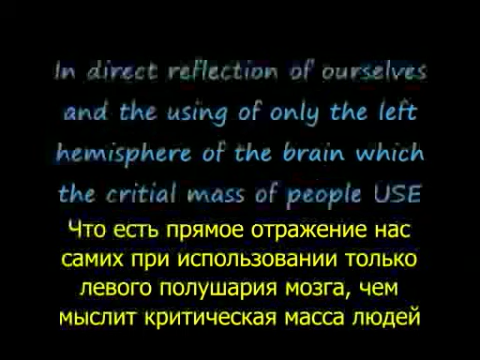 In direct reflection of ourselves
and the using of only the left
hemisphere of the brain which
the critial mass of people USE
Что есть прямое отражение нас
самих при использовании только
левого полушария мозга, чем
мыслит критическая масса людей